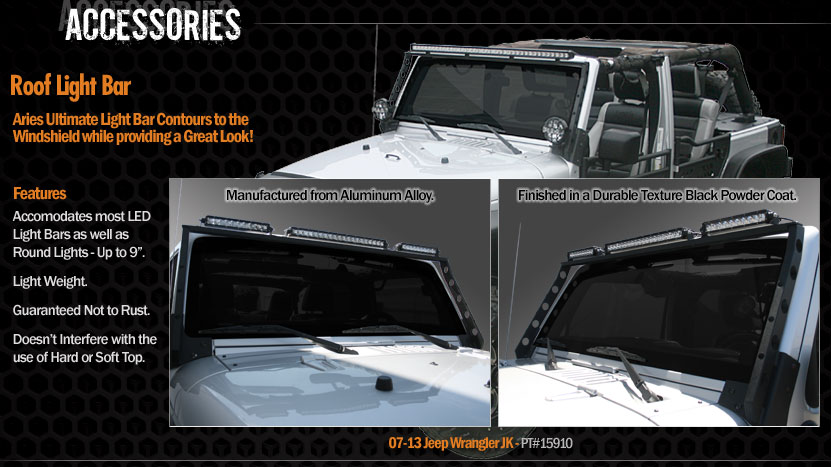 ACCESSORIES
Roof Light Bar
Aries Ultimate Light Bar Contours to the
Windshield while providing a Great Look!
Features
Accomodates most LED
Light Bars as well as
Round Lights - Up to 9”.
Light Weight.
Guaranteed Not to Rust.
Doesn’t Interfere with the
use of Hard or Soft Top.
Manufactured from Aluminum Alloy.
Finished in a Durable Texture Black Powder Coat.
07-13 Jeep Wrangler JK - PT#15910